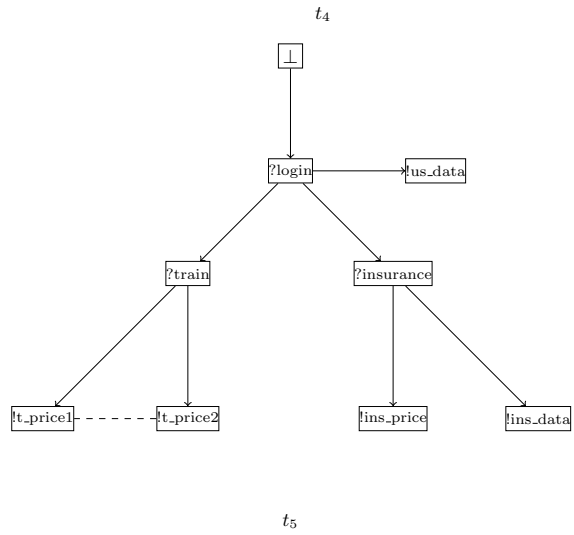 t4
⊥
?login !us_data
?train ?insurance
!t_price1 !t_price2 !ins_price !ins_data
t5